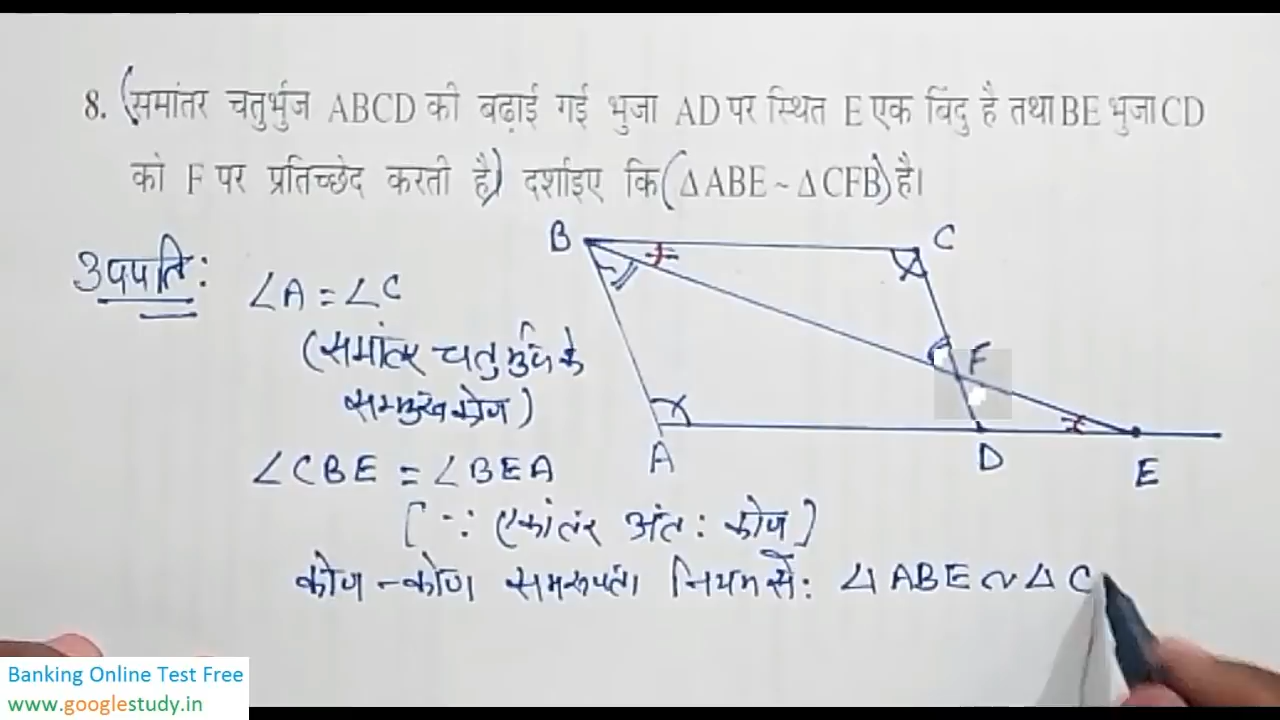 8. (समांतर चतुर्भुज ABCD की बढ़ाई गई भुजा AD पर स्थित E एक बिंदु है तथा BE भुजा CD
को F पर प्रतिच्छेद करती है) दर्शाइए कि (△ABE ~ △CFB) है।
उपपति:
∠A = ∠C
(समांतर चतुर्भुज के
सम्मुख कोण)
∠CBE = ∠BEA
[∵ एकांतर अंत: कोण]
कोण-कोण समरूपता नियम से: △ABE ~ △C
B
C
F
A
D
E
Banking Online Test Free
www.googlestudy.in